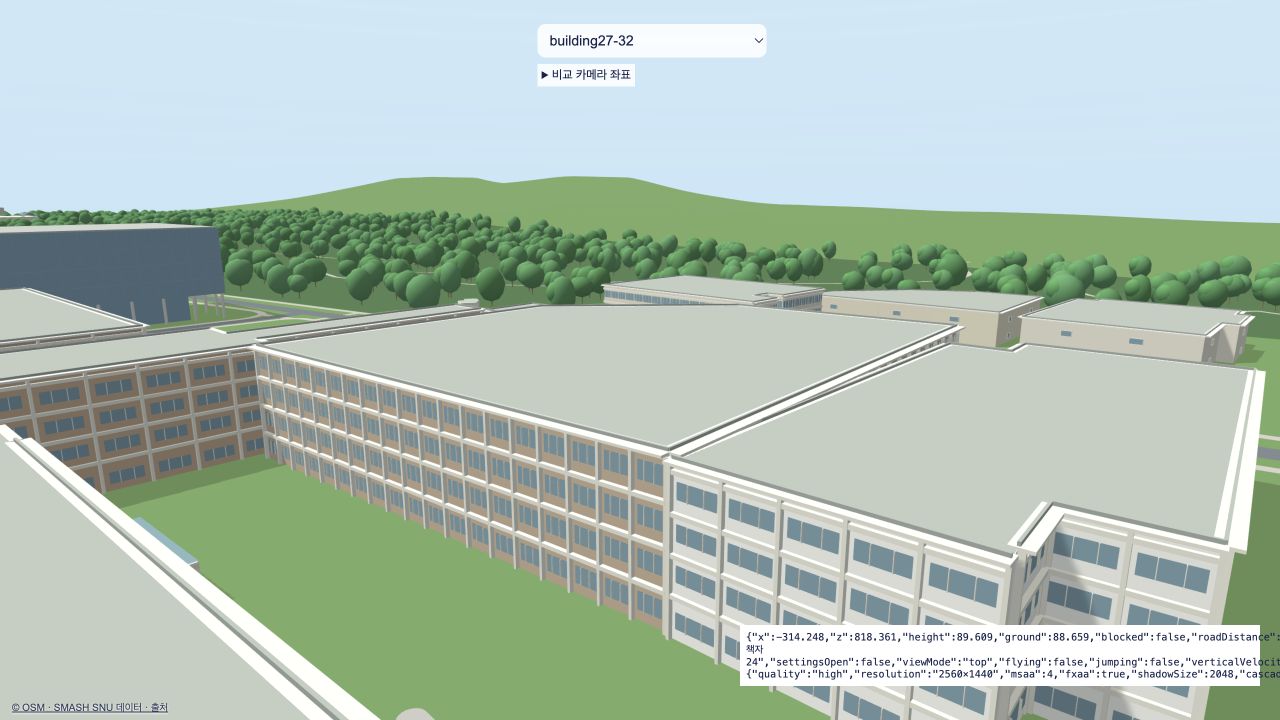 building27-32
▶ 비교 카메라 좌표
{"x":−314.248,"z":818.361,"height":89.609,"ground":88.659,"blocked":false,"roadDistance":
책자
24","settingsOpen":false,"viewMode":"top","flying":false,"jumping":false,"verticalVelocit
{"quality":"high","resolution":"2560×1440","msaa":4,"fxaa":true,"shadowSize":2048,"cascad
© OSM · SMASH SNU 데이터 · 출처